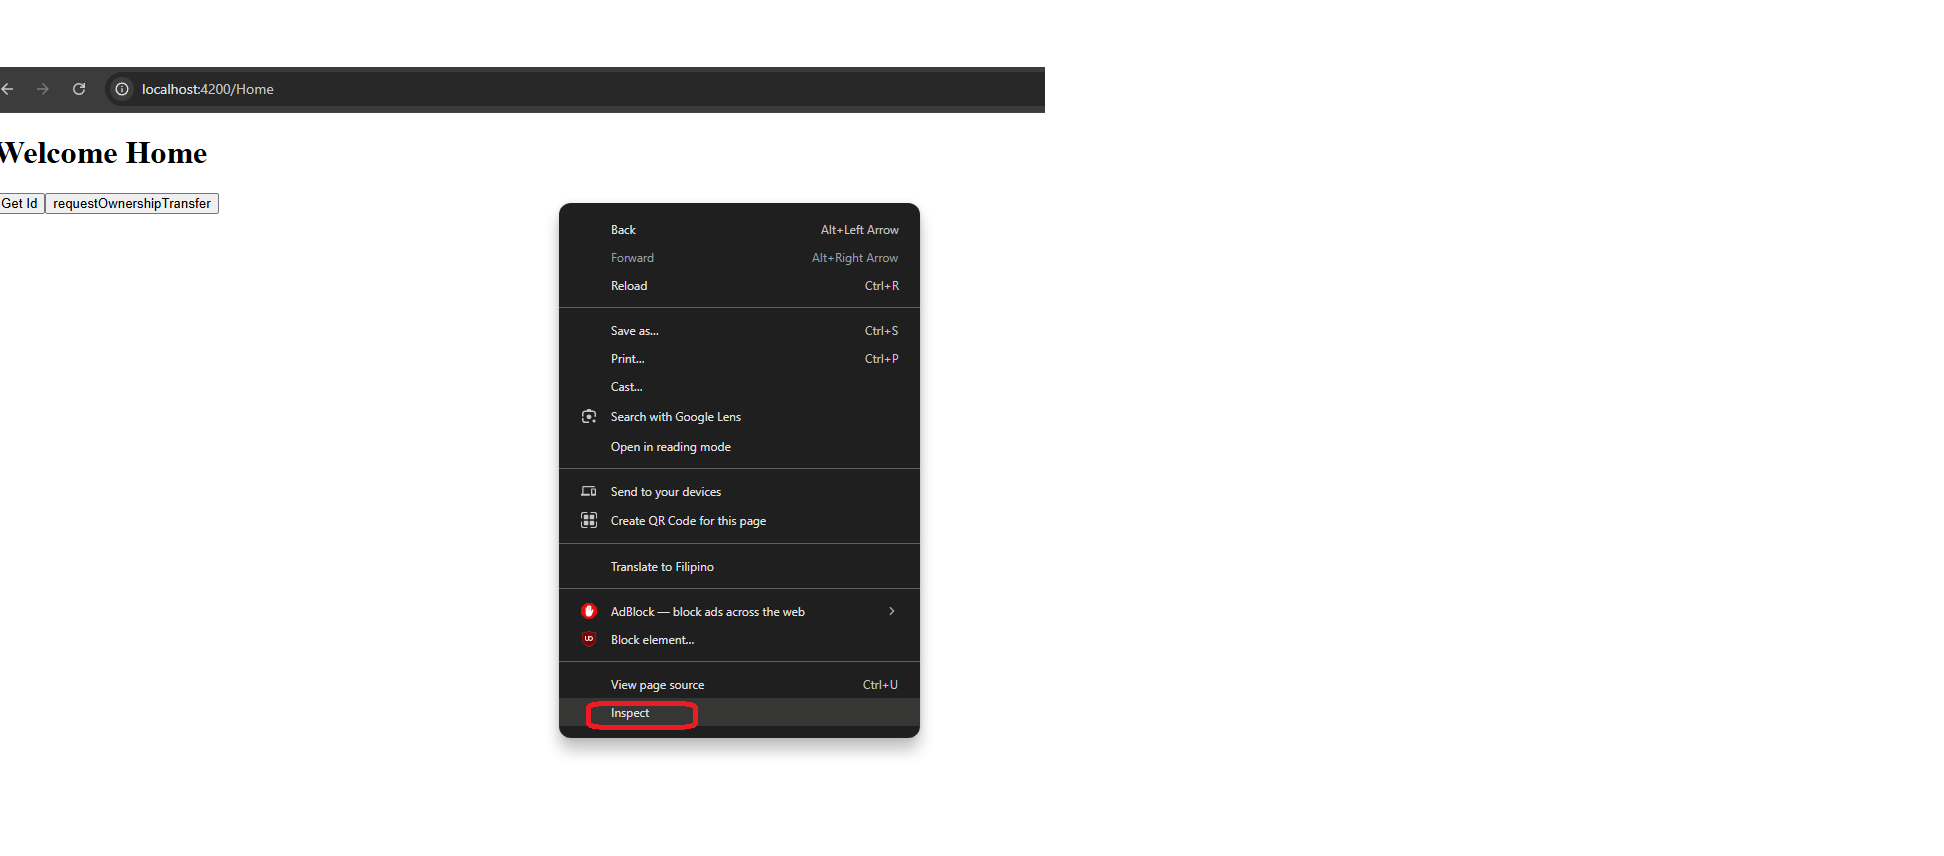 localhost:4200/Home
Welcome Home
Get Id requestOwnershipTransfer
Back Alt+Left Arrow
Forward Alt+Right Arrow
Reload Ctrl+R
Save as... Ctrl+S
Print... Ctrl+P
Cast...
Search with Google Lens
Open in reading mode
Send to your devices
Create QR Code for this page
Translate to Filipino
AdBlock — block ads across the web
Block element...
View page source Ctrl+U
Inspect